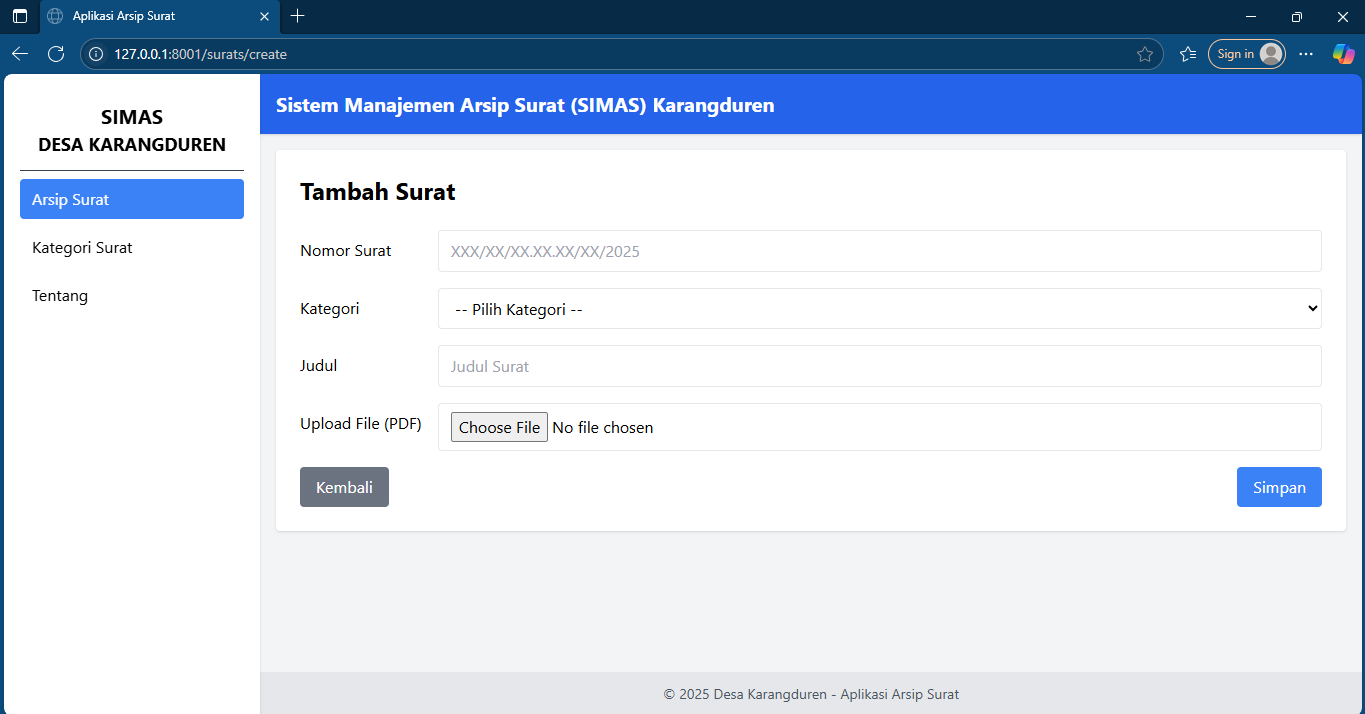 Aplikasi Arsip Surat
127.0.0.1:8001/surats/create
Sign in
SIMAS
DESA KARANGDUREN
Arsip Surat
Kategori Surat
Tentang
Sistem Manajemen Arsip Surat (SIMAS) Karangduren
Tambah Surat
Nomor Surat
XXX/XX/XX.XX.XX/XX/2025
Kategori
-- Pilih Kategori --
Judul
Judul Surat
Upload File (PDF)
Choose File No file chosen
Kembali
Simpan
© 2025 Desa Karangduren - Aplikasi Arsip Surat